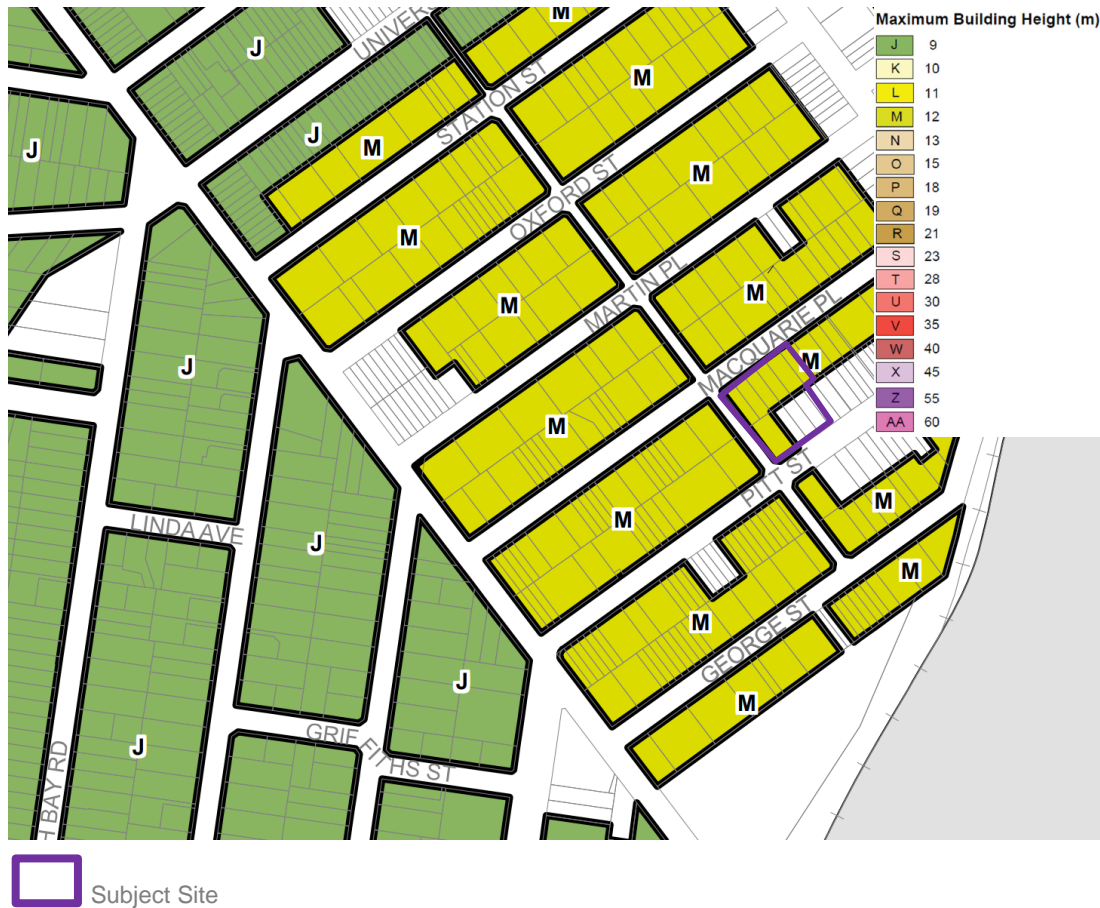 Maximum Building Height (m)
J 9
K 10
L 11
M 12
N 13
O 15
P 18
Q 19
R 21
S 23
T 28
U 30
V 35
W 40
X 45
Z 55
AA 60
M
J
UNIVERS
M
STATION ST
J
J
M
M
OXFORD ST
M
M
M
MARTIN PL
M
MACQUARIE PL
M
J
M
M
PITT ST
M
LINDA AVE
J
M
M
GEORGE ST
J
M
J
GRIFFITHS ST
H BAY RD
Subject Site